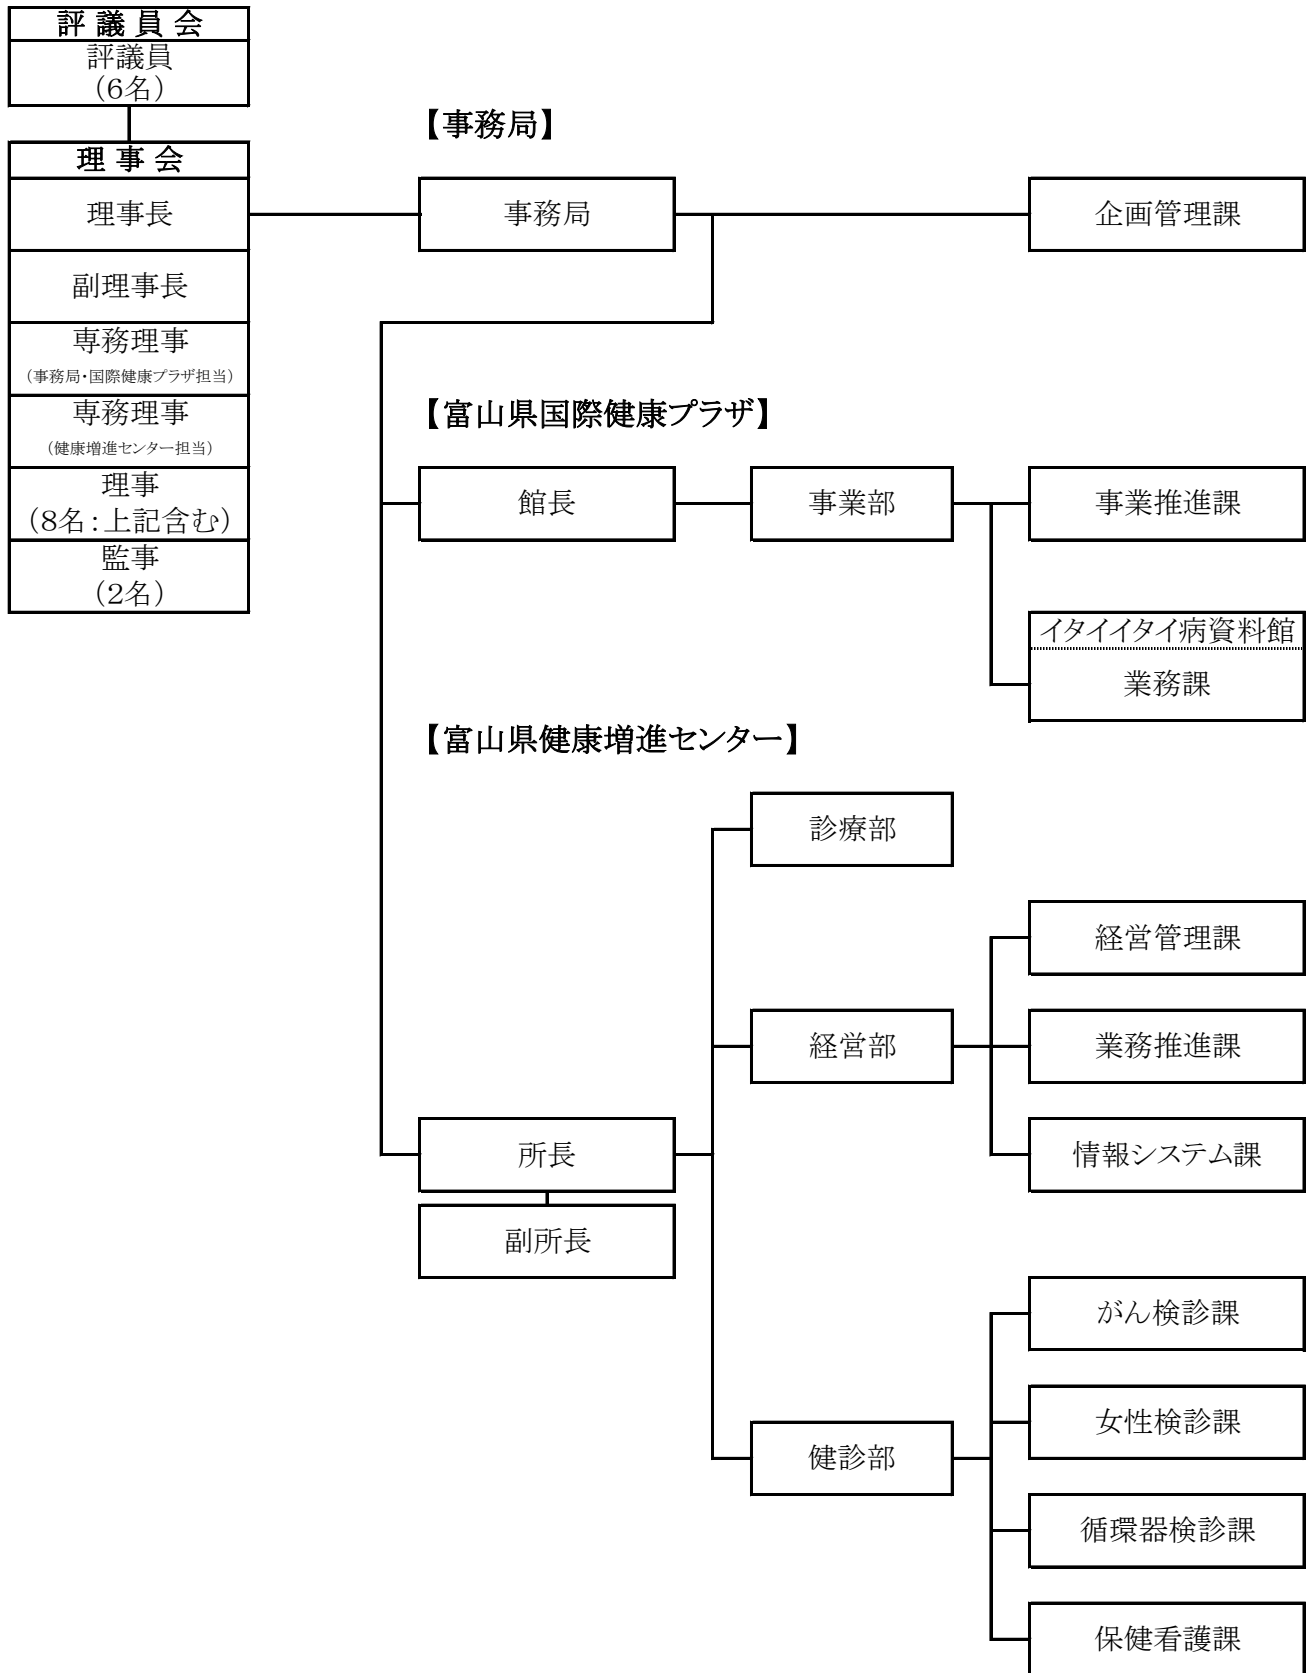 評議員会
評議員
（6名）
理事会
理事長
副理事長
専務理事
（事務局・国際健康プラザ担当）
専務理事
（健康増進センター担当）
理事
（8名：上記含む）
監事
（2名）
【事務局】
事務局
企画管理課
【富山県国際健康プラザ】
館長
事業部
事業推進課
イタイイタイ病資料館
業務課
【富山県健康増進センター】
診療部
経営管理課
経営部
業務推進課
所長
情報システム課
副所長
がん検診課
女性検診課
健診部
循環器検診課
保健看護課